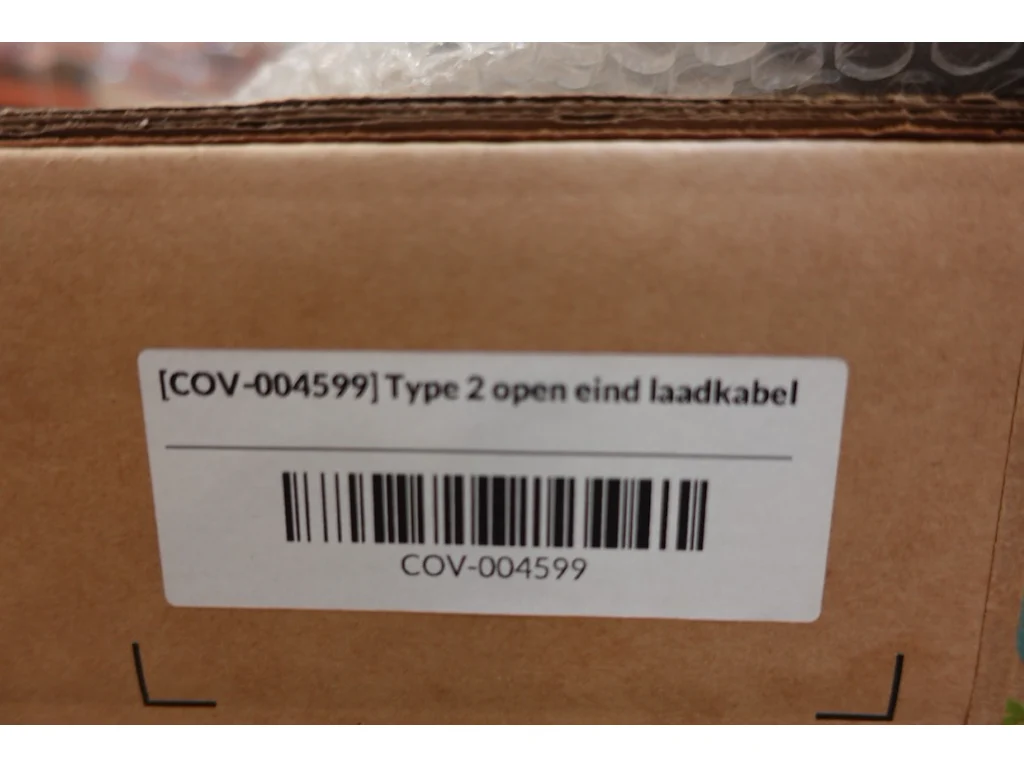 [COV-004599] Type 2 open eind laadkabel
COV-004599